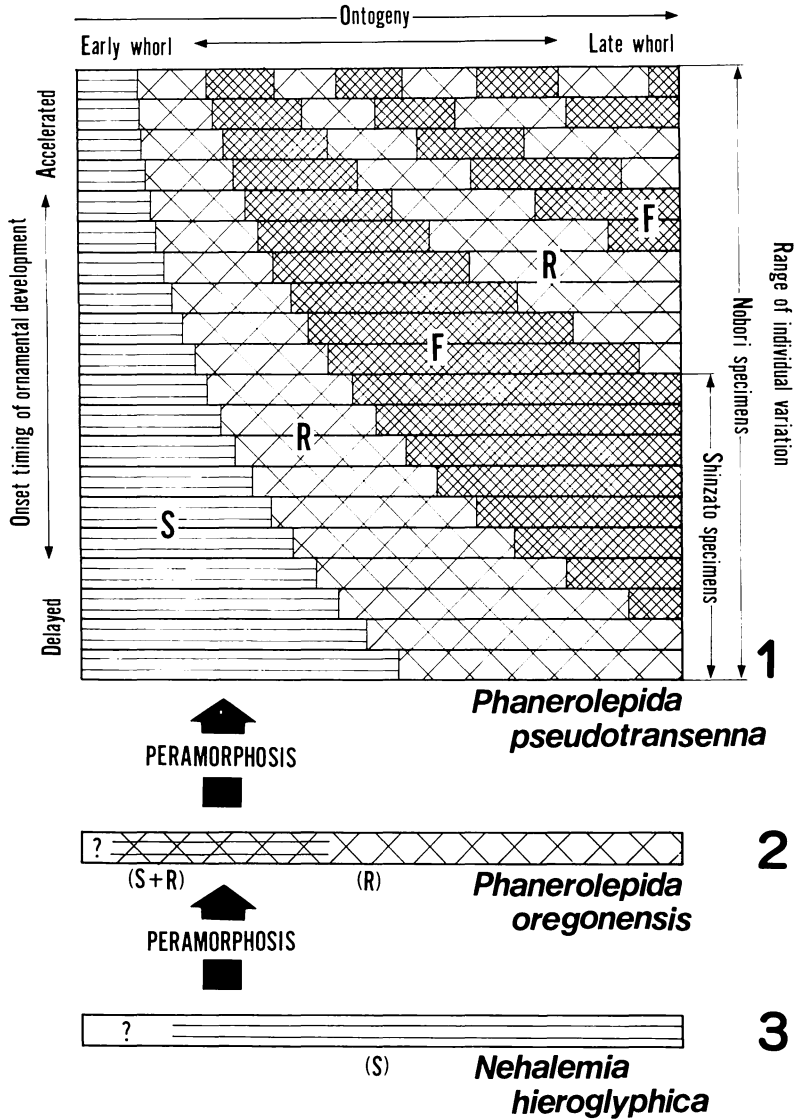 Ontogeny
Early whorl
Late whorl
Accelerated
Onset timing of ornamental development
Delayed
F
R
F
R
S
Range of individual variation
Nobori specimens
Shinzato specimens
1
Phanerolepida
pseudotransenna
PERAMORPHOSIS
?
(S+R)
(R)
2
Phanerolepida
oregonensis
PERAMORPHOSIS
?
(S)
3
Nehalemia
hieroglyphica